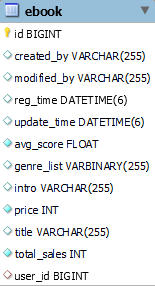 ebook
id BIGINT
created_by VARCHAR(255)
modified_by VARCHAR(255)
reg_time DATETIME(6)
update_time DATETIME(6)
avg_score FLOAT
genre_list VARBINARY(255)
intro VARCHAR(255)
price INT
title VARCHAR(255)
total_sales INT
user_id BIGINT